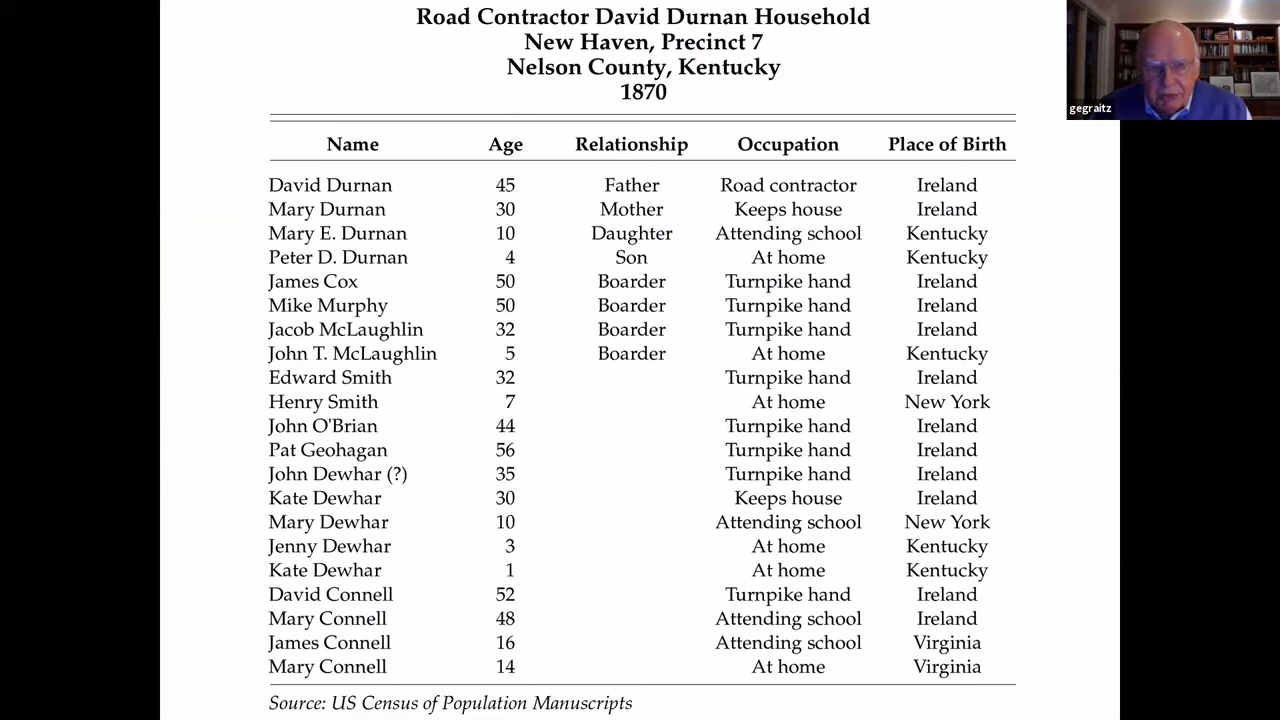 Road Contractor David Durnan Household
New Haven, Precinct 7
Nelson County, Kentucky
1870
gegraitz
Name Age Relationship Occupation Place of Birth
David Durnan 45 Father Road contractor Ireland
Mary Durnan 30 Mother Keeps house Ireland
Mary E. Durnan 10 Daughter Attending school Kentucky
Peter D. Durnan 4 Son At home Kentucky
James Cox 50 Boarder Turnpike hand Ireland
Mike Murphy 50 Boarder Turnpike hand Ireland
Jacob McLaughlin 32 Boarder Turnpike hand Ireland
John T. McLaughlin 5 Boarder At home Kentucky
Edward Smith 32 Turnpike hand Ireland
Henry Smith 7 At home New York
John O'Brian 44 Turnpike hand Ireland
Pat Geohagan 56 Turnpike hand Ireland
John Dewhar (?) 35 Turnpike hand Ireland
Kate Dewhar 30 Keeps house Ireland
Mary Dewhar 10 Attending school New York
Jenny Dewhar 3 At home Kentucky
Kate Dewhar 1 At home Kentucky
David Connell 52 Turnpike hand Ireland
Mary Connell 48 Attending school Ireland
James Connell 16 Attending school Virginia
Mary Connell 14 At home Virginia
Source: US Census of Population Manuscripts